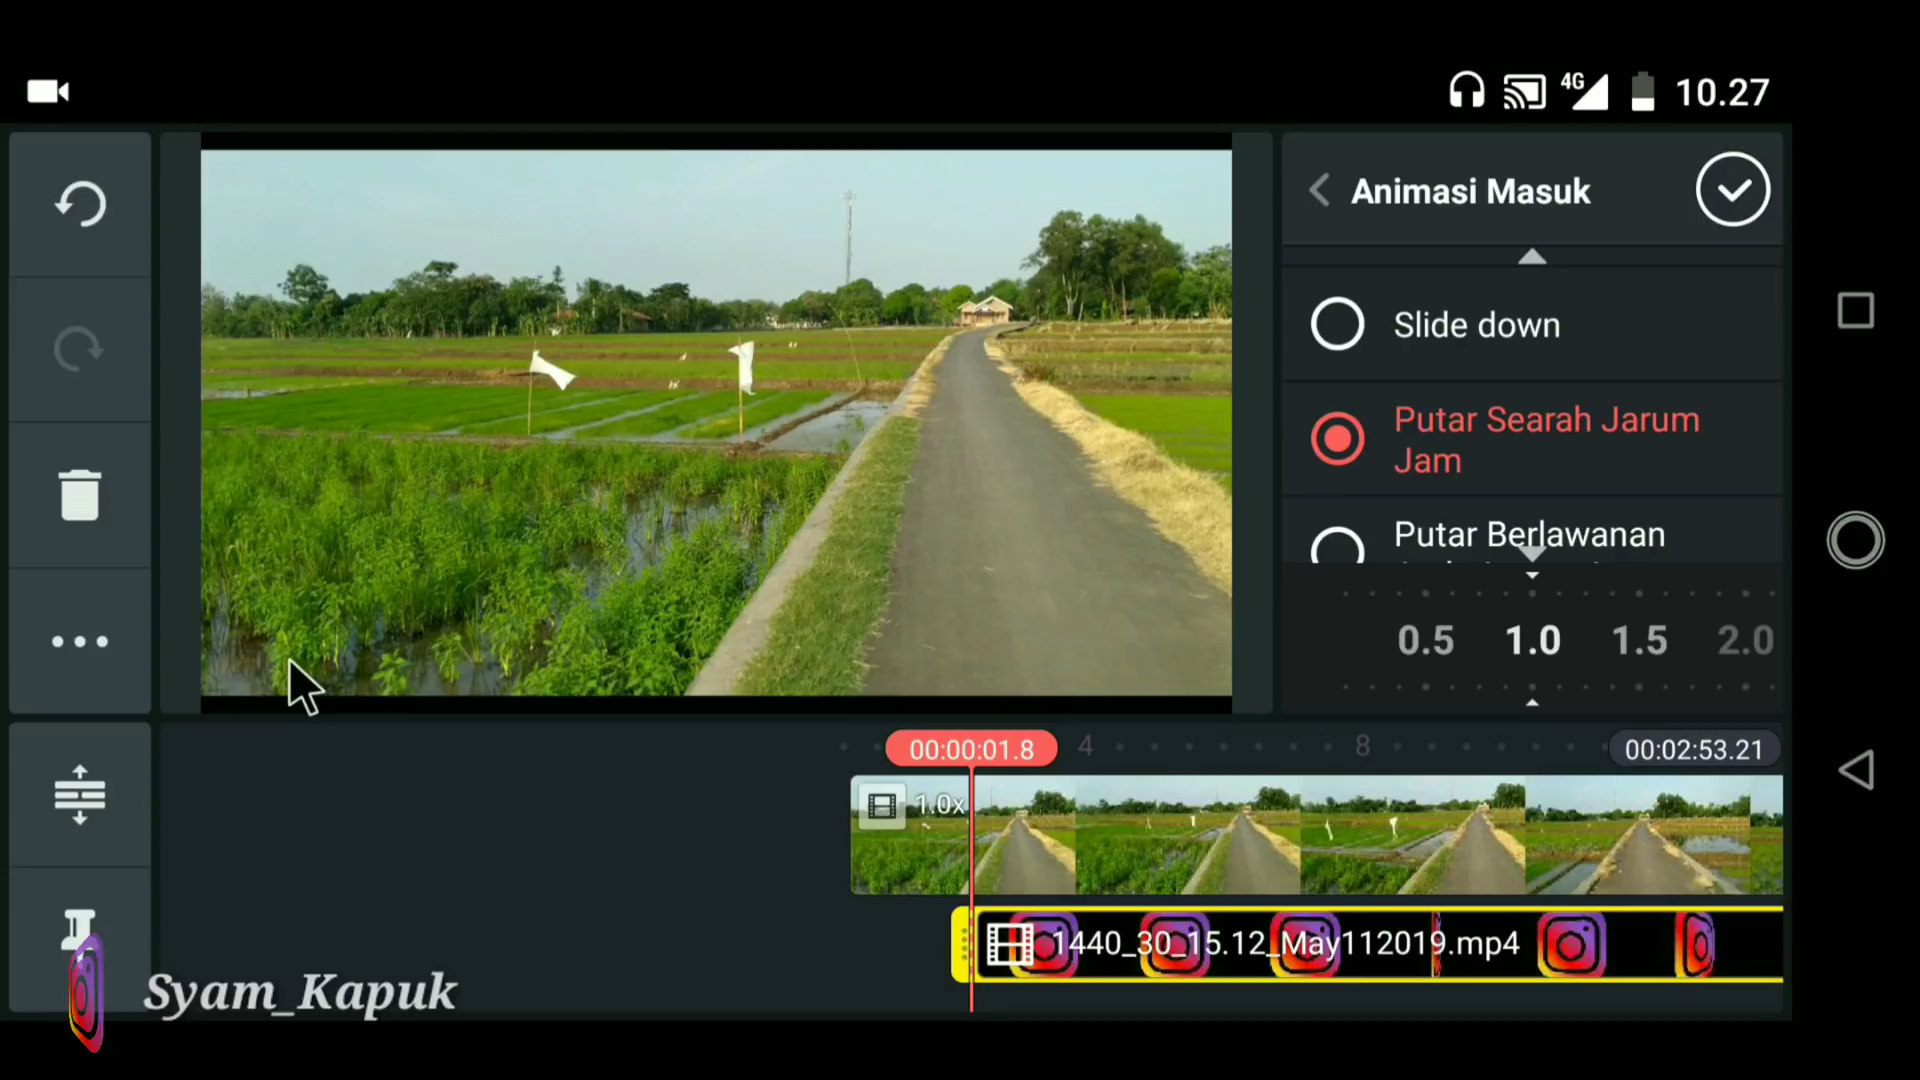 4G 10.27
Animasi Masuk
Slide down
Putar Searah Jarum
Jam
Putar Berlawanan
0.5 1.0 1.5 2.0
00:00:01.8 4 8 00:02:53.21
1.0x
1440_30_15.12_May112019.mp4
Syam_Kapuk